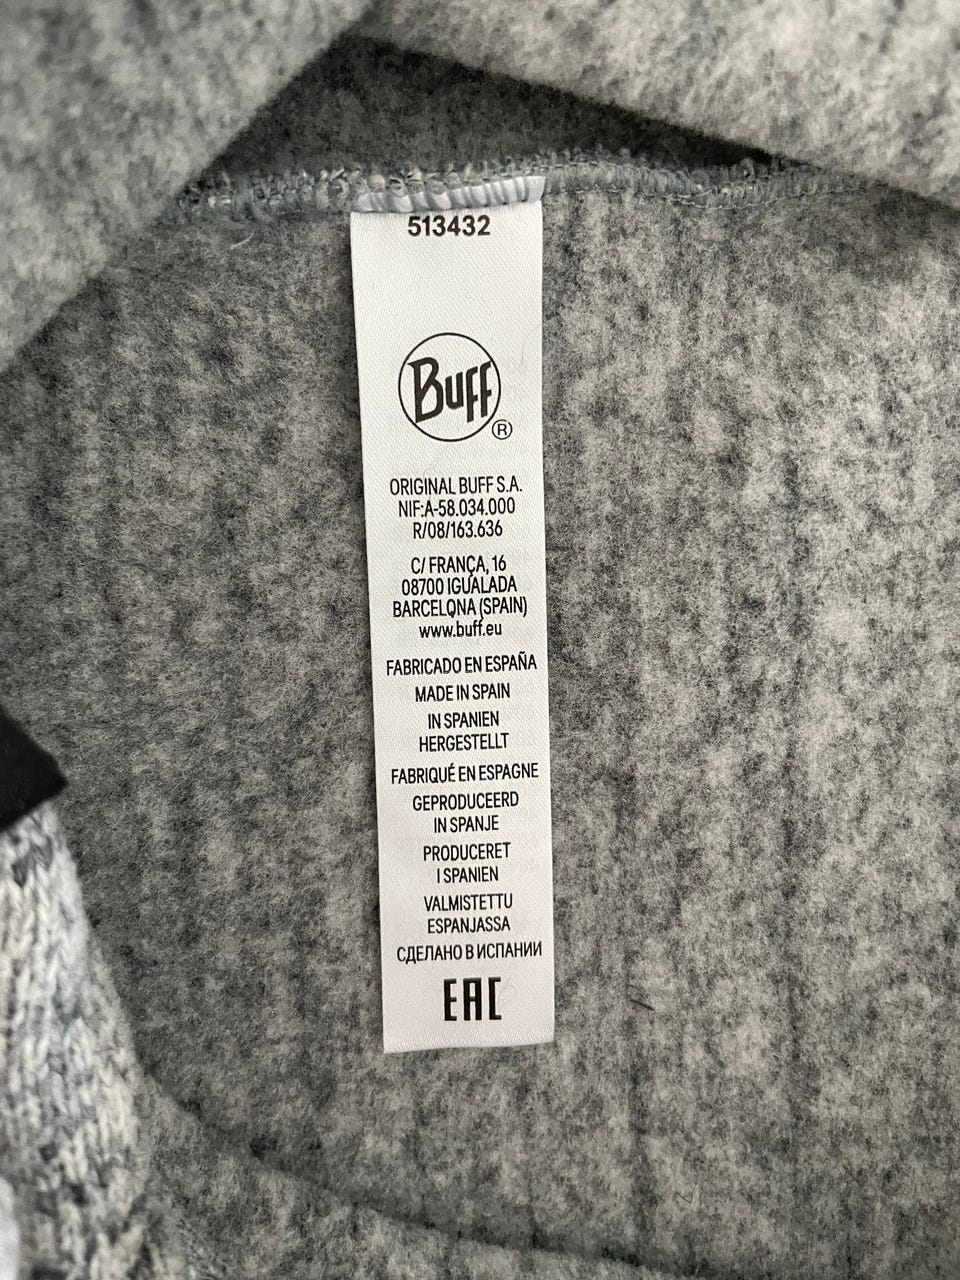 513432
BUFF
®
ORIGINAL BUFF S.A.
NIF:A-58.034.000
R/08/163.636
C/ FRANÇA, 16
08700 IGUALADA
BARCELONA (SPAIN)
www.buff.eu
FABRICADO EN ESPAÑA
MADE IN SPAIN
IN SPANIEN
HERGESTELLT
FABRIQUÉ EN ESPAGNE
GEPRODUCEERD
IN SPANJE
PRODUCERET
I SPANIEN
VALMISTETTU
ESPANJASSA
СДЕЛАНО В ИСПАНИИ
EAC